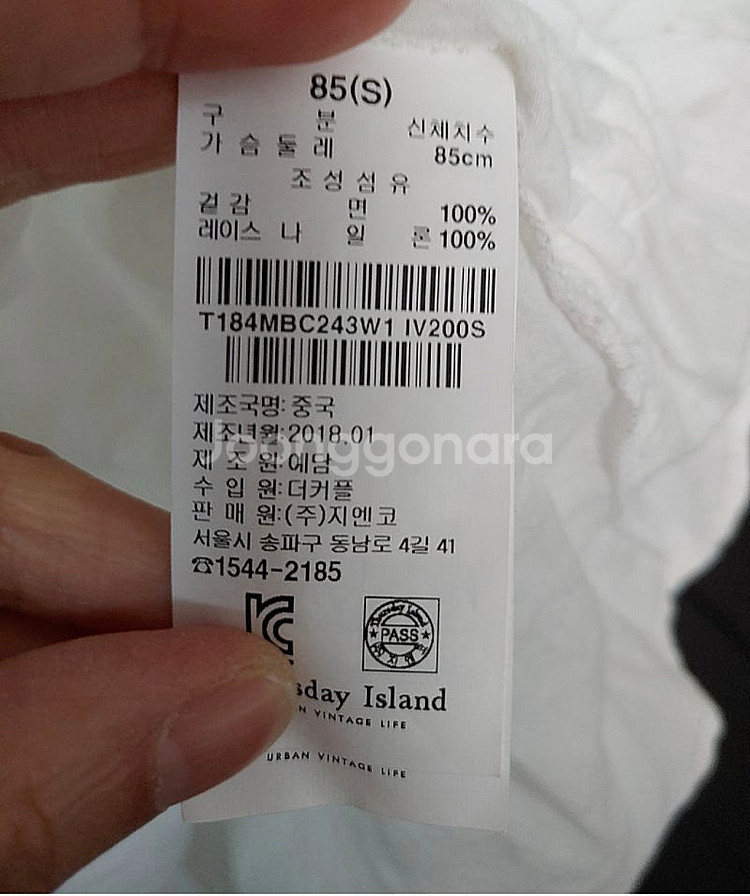 85(S)
구 분 신체치수
가 슴 둘 레 85cm
조 성 섬 유
겉 감 면 100%
레이스 나 일 론 100%
T184MBC243W1 IV200S
제조국명:중국
제조년월:2018.01
Joonggonara
제 조 원:예담
수 입 원:더커플
판 매 원:(주)지엔코
서울시 송파구 동남로 4길 41
☎1544-2185
Thursday Island
PASS
sday Island
N VINTAGE LIFE
URBAN VINTAGE LIFE